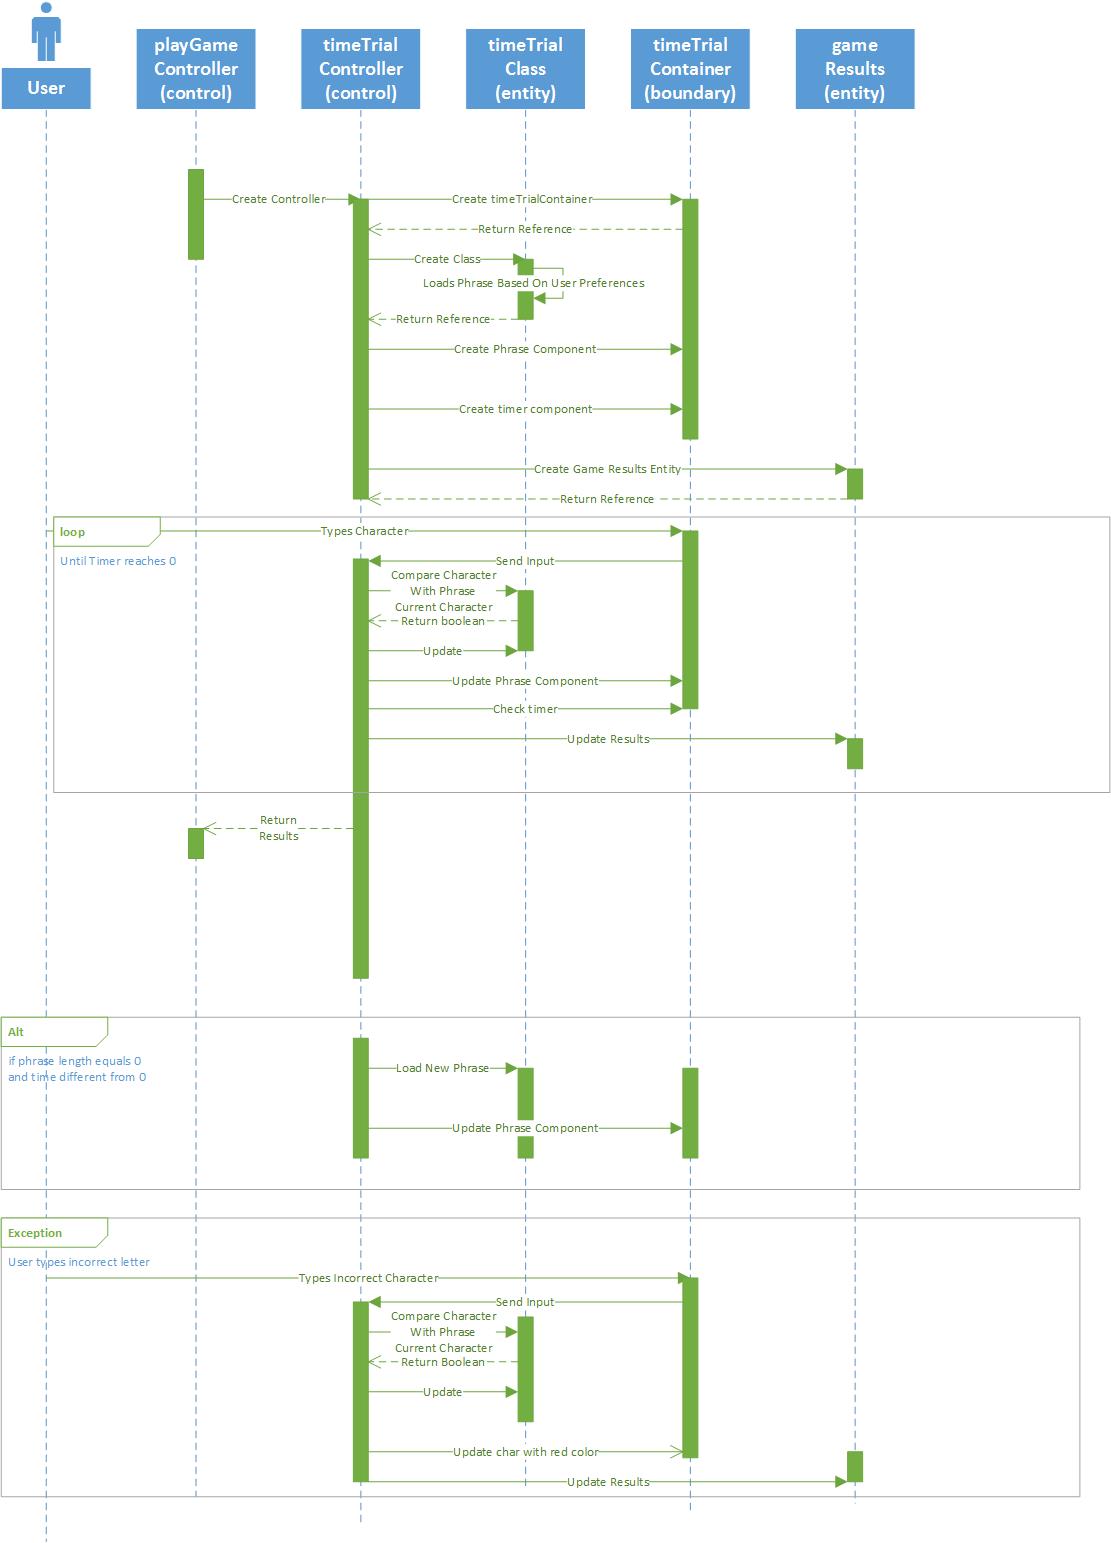 User
playGame
Controller
(control)
timeTrial
Controller
(control)
timeTrial
Class
(entity)
timeTrial
Container
(boundary)
game
Results
(entity)
Create Controller
Create timeTrialContainer
Return Reference
Create Class
Loads Phrase Based On User Preferences
Return Reference
Create Phrase Component
Create timer component
Create Game Results Entity
Return Reference
loop
Until Timer reaches 0
Types Character
Send Input
Compare Character
With Phrase
Current Character
Return boolean
Update
Update Phrase Component
Check timer
Update Results
Return
Results
Alt
if phrase length equals 0
and time different from 0
Load New Phrase
Update Phrase Component
Exception
User types incorrect letter
Types Incorrect Character
Send Input
Compare Character
With Phrase
Current Character
Return Boolean
Update
Update char with red color
Update Results